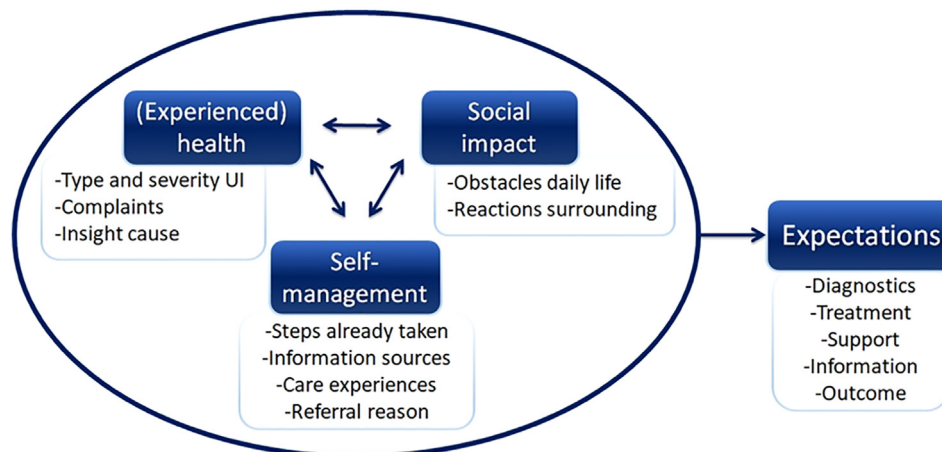 (Experienced)
health
-Type and severity UI
-Complaints
-Insight cause
Social
impact
-Obstacles daily life
-Reactions surrounding
Self-
management
-Steps already taken
-Information sources
-Care experiences
-Referral reason
Expectations
-Diagnostics
-Treatment
-Support
-Information
-Outcome